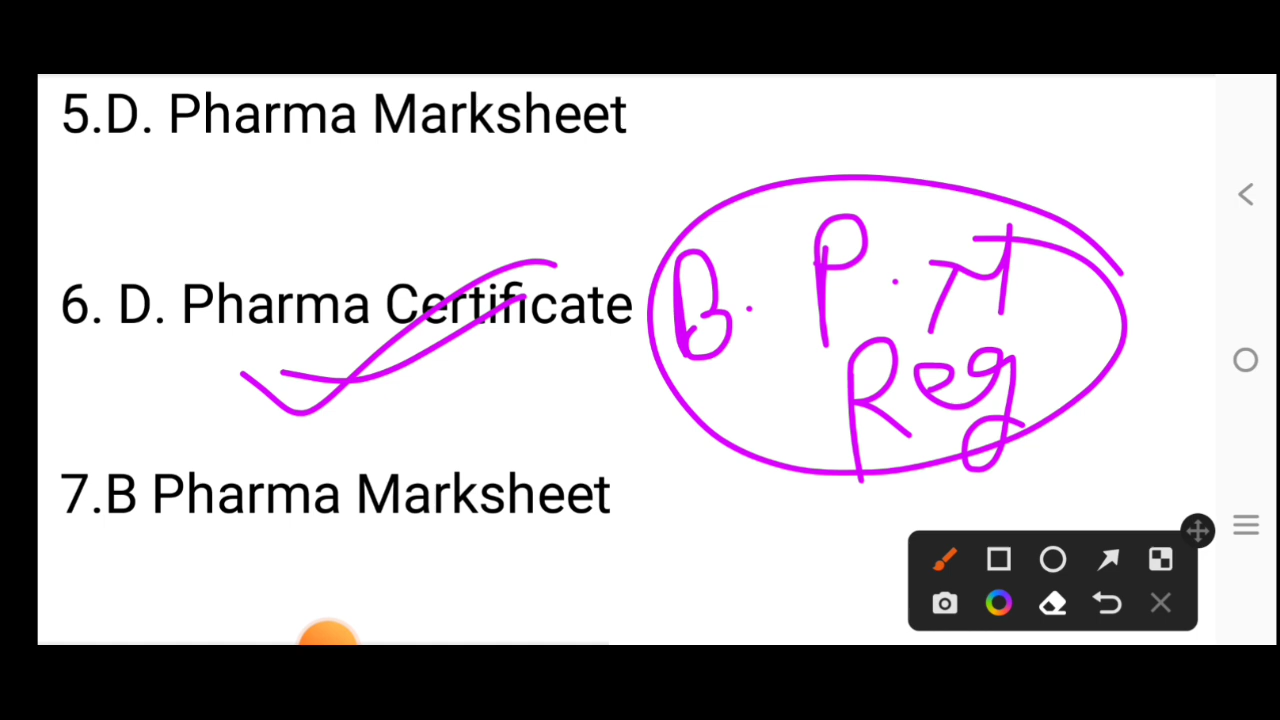 5.D. Pharma Marksheet
6. D. Pharma Certificate
B. P.
Reg
7.B Pharma Marksheet